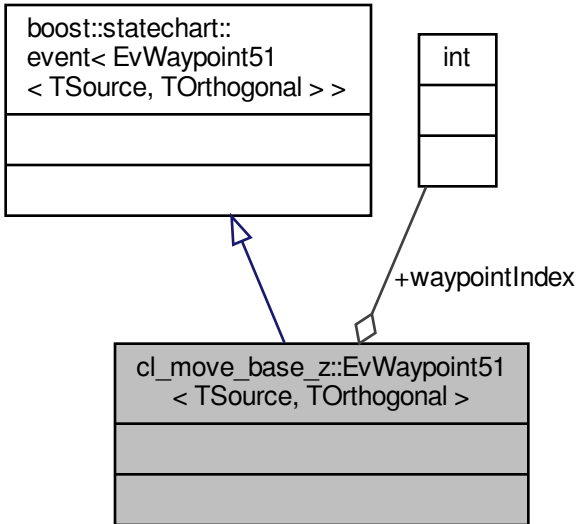 boost::statechart::
event< EvWaypoint51
< TSource, TOrthogonal > >
int
+waypointIndex
cl_move_base_z::EvWaypoint51
< TSource, TOrthogonal >